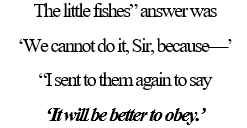 The little fishes” answer was
‘We cannot do it, Sir, because—’
“I sent to them again to say
‘It will be better to obey.’